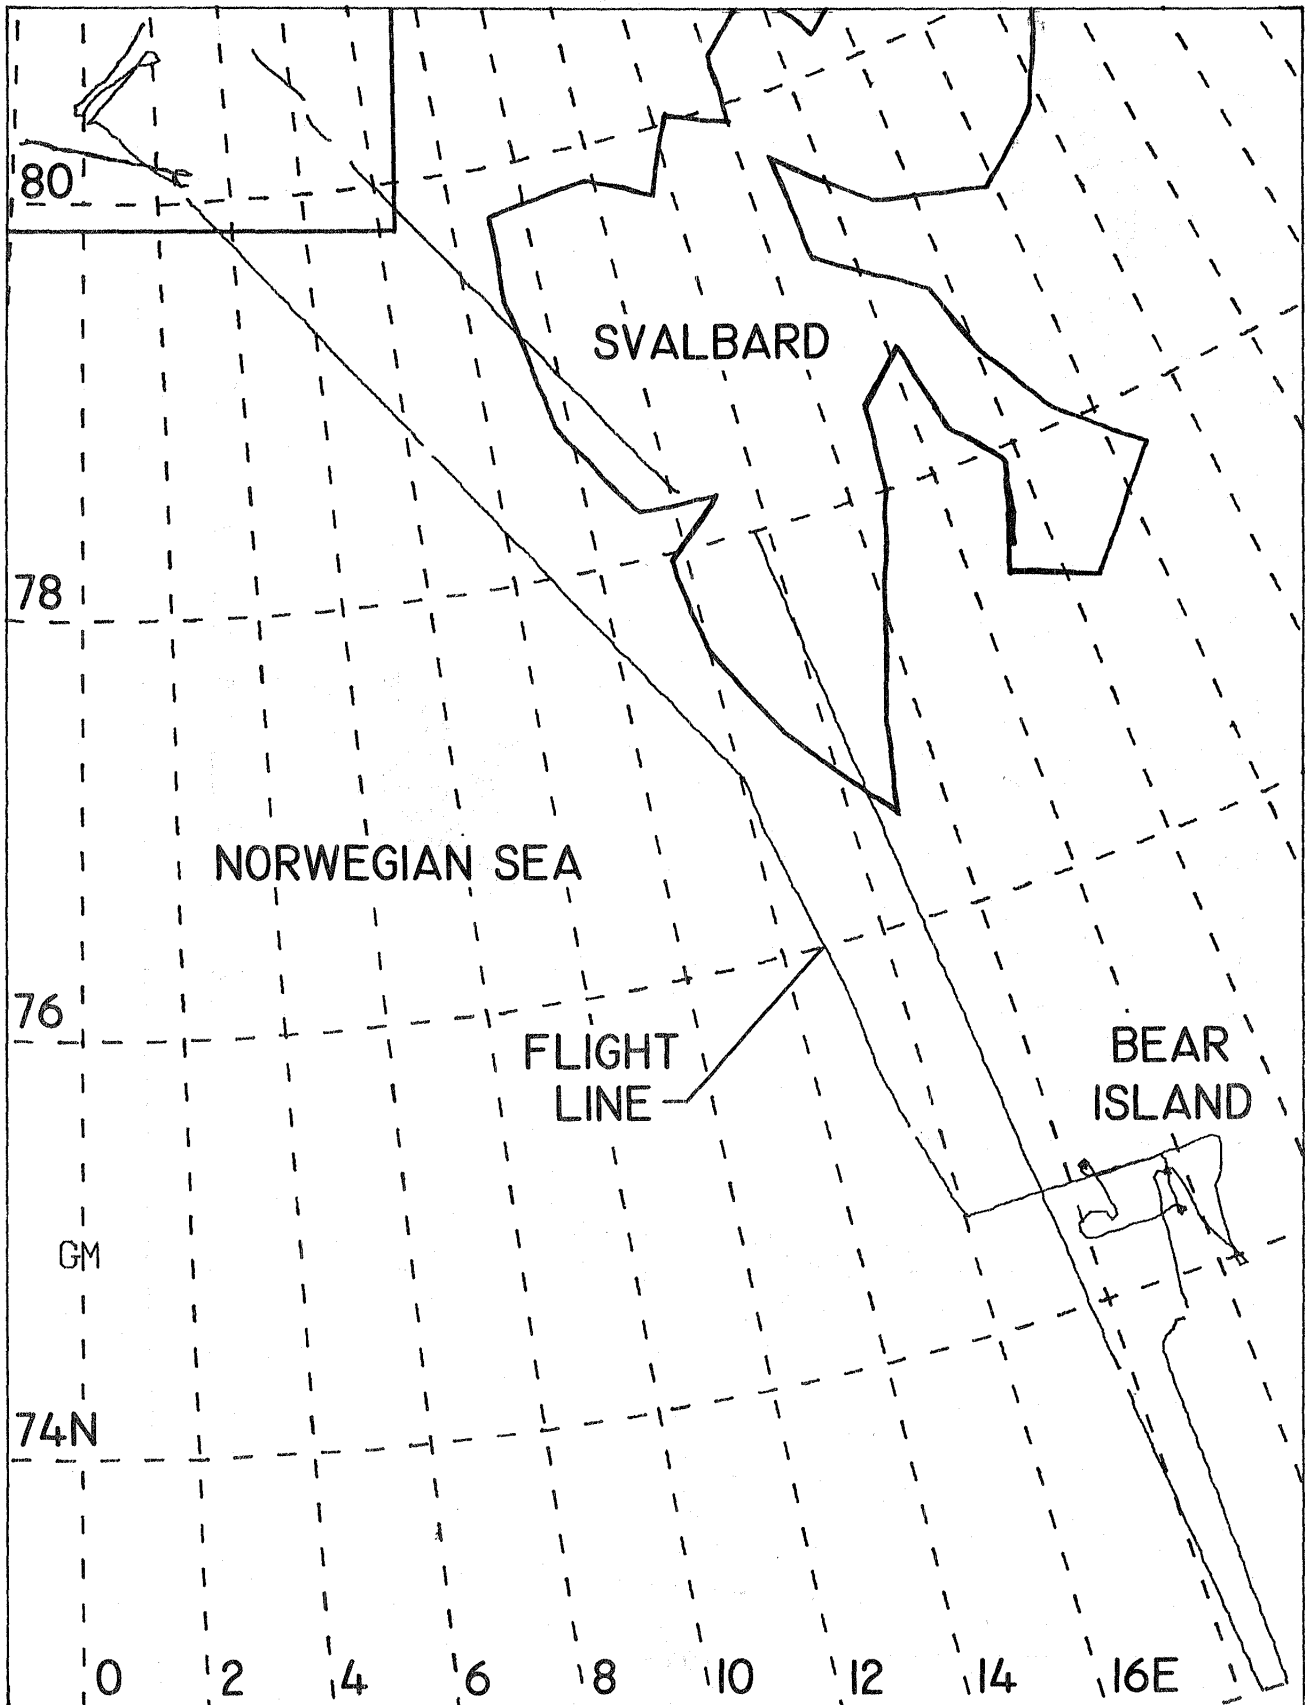 80
SVALBARD
78
NORWEGIAN SEA
76
FLIGHT
LINE
BEAR
ISLAND
GM
74N
0 2 4 6 8 10 12 14 16E